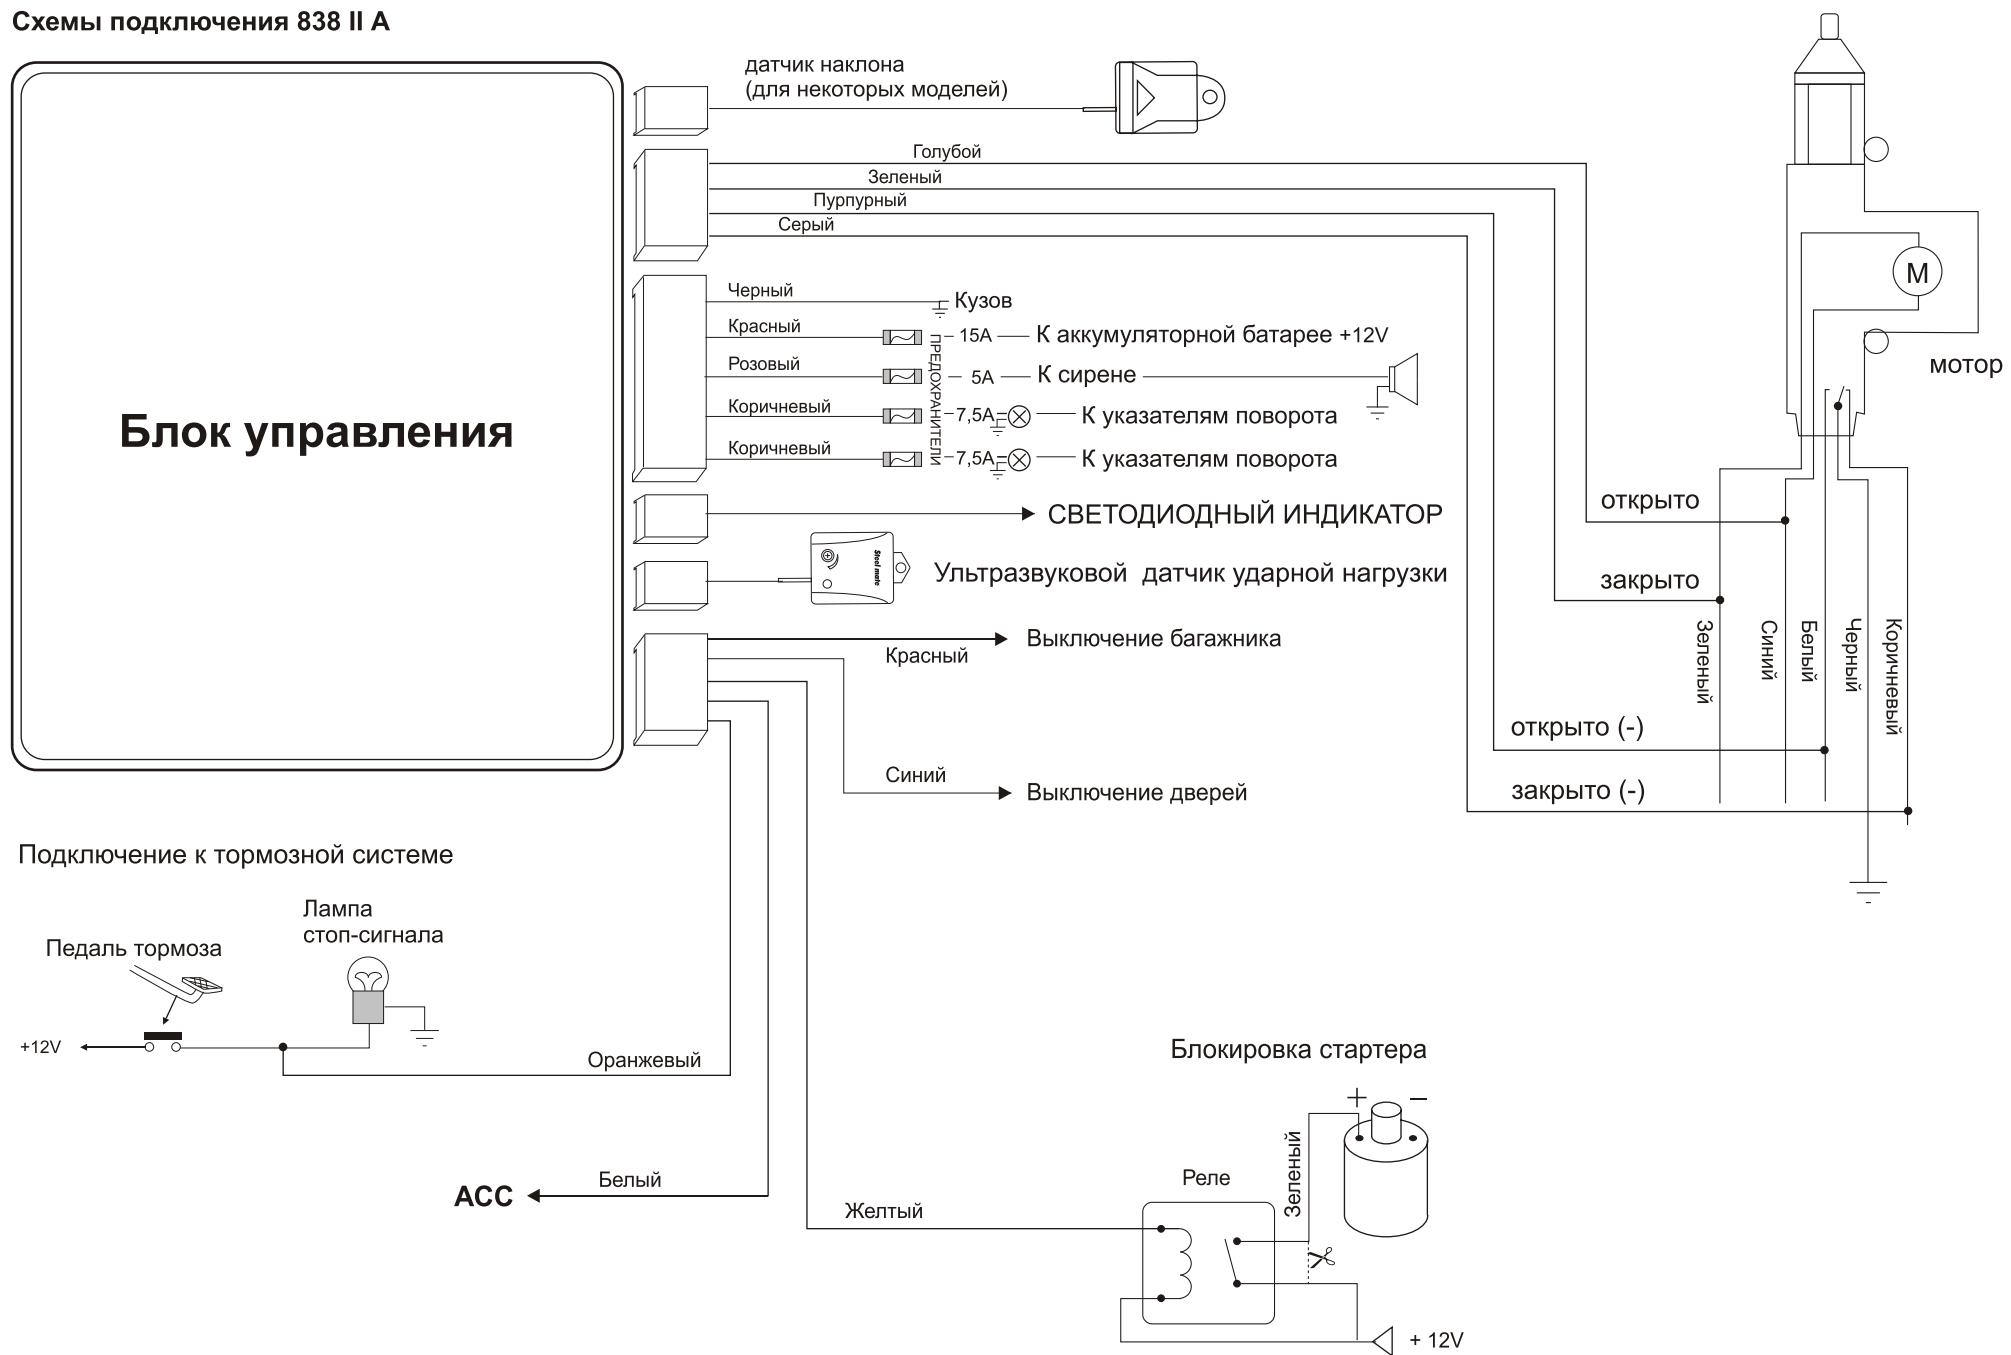 Схемы подключения 838 II A
датчик наклона
(для некоторых моделей)
Голубой
Зеленый
Пурпурный
Серый
Черный
Кузов
Красный
15A
К аккумуляторной батарее +12V
Розовый
5A
К сирене
Коричневый
7,5A
К указателям поворота
Коричневый
7,5A
К указателям поворота
ПРЕДОХРАНИТЕЛИ
Блок управления
M
мотор
СВЕТОДИОДНЫЙ ИНДИКАТОР
Steel mate
Ультразвуковой датчик ударной нагрузки
открыто
закрыто
Зеленый
Синий
Белый
Черный
Коричневый
открыто (-)
закрыто (-)
Красный
Выключение багажника
Синий
Выключение дверей
Подключение к тормозной системе
Лампа
стоп-сигнала
Педаль тормоза
+12V
Оранжевый
ACC
Белый
Желтый
Блокировка стартера
+ −
Зеленый
Реле
+ 12V